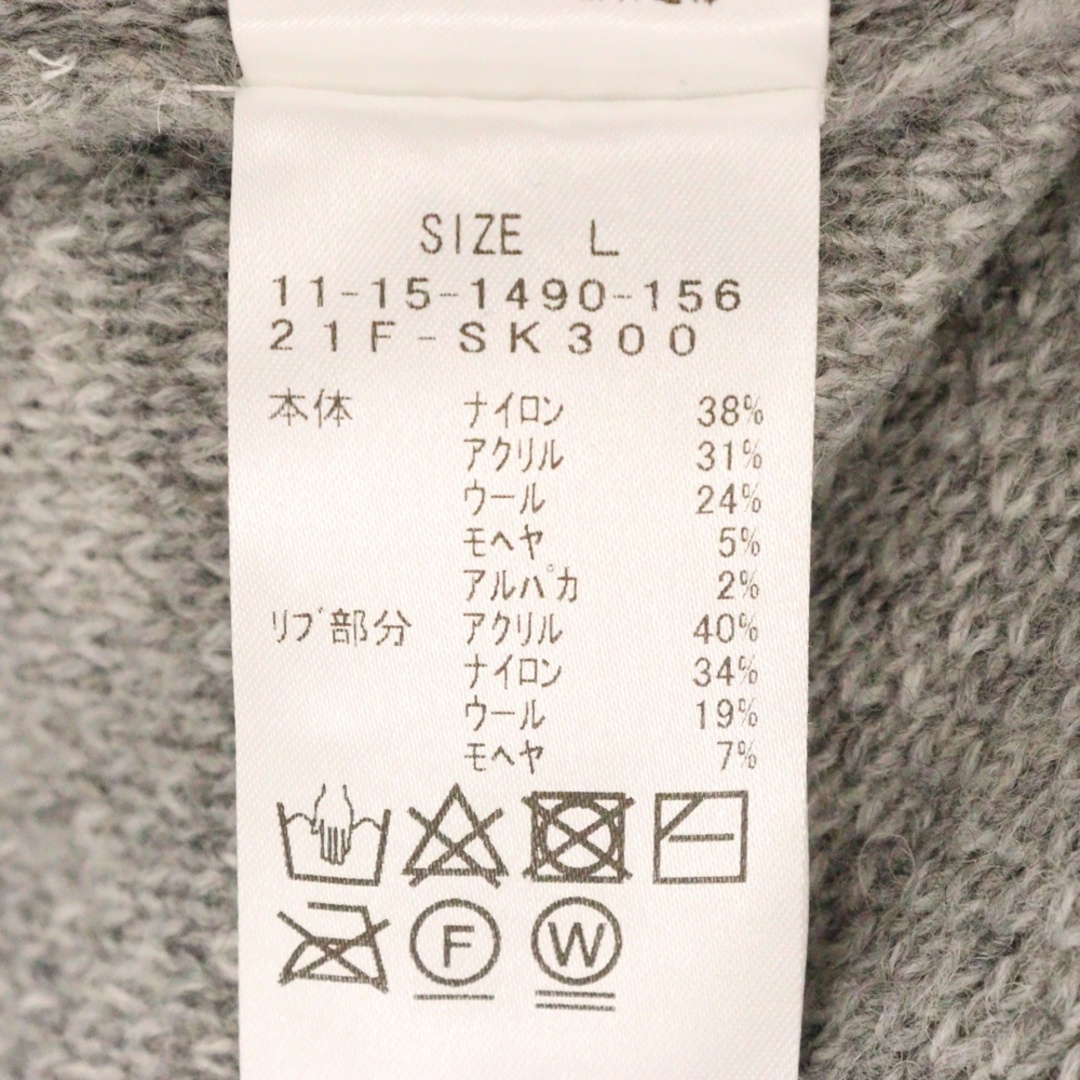 SIZE L
11-15-1490-156
21F-SK300
本体 ナイロン 38%
アクリル 31%
ウール 24%
モヘヤ 5%
アルパカ 2%
リブ部分 アクリル 40%
ナイロン 34%
ウール 19%
モヘヤ 7%
F W